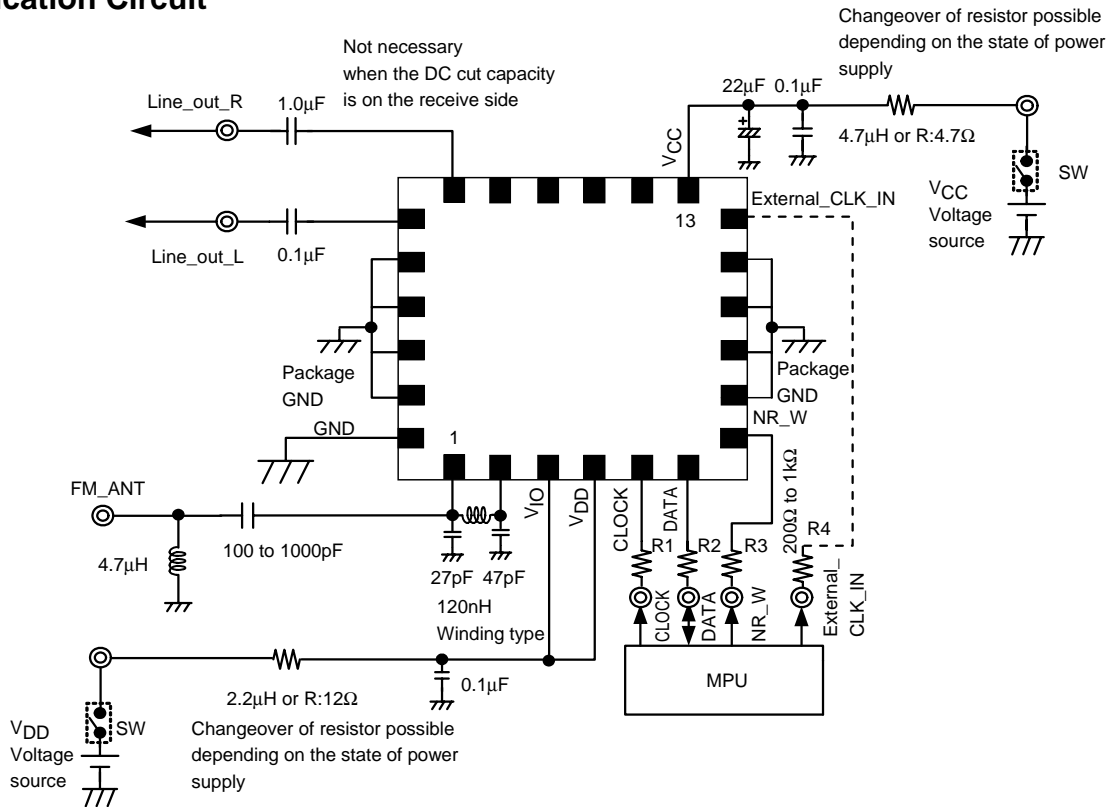 ication Circuit
Changeover of resistor possible
depending on the state of power
supply
Not necessary
when the DC cut capacity
is on the receive side
22μF 0.1μF
Line_out_R
1.0μF
VCC
4.7μH or R:4.7Ω
SW
VCC
Voltage
source
External_CLK_IN
13
Line_out_L
0.1μF
Package
GND
Package
GND
NR_W
GND
1
FM_ANT
VIO
VDD
CLOCK
DATA
200Ω to 1kΩ
R1
R2
R3
R4
4.7μH
100 to 1000pF
27pF 47pF
120nH
Winding type
CLOCK
DATA
NR_W
External_
CLK_IN
MPU
0.1μF
2.2μH or R:12Ω
VDD
Voltage
source
SW
Changeover of resistor possible
depending on the state of power
supply